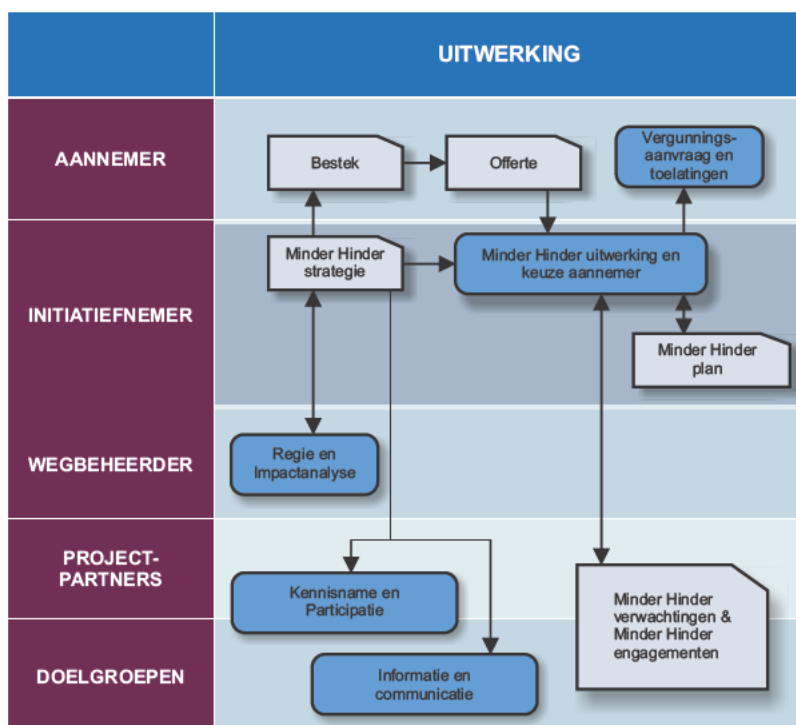 UITWERKING
AANNEMER
Bestek
Offerte
Vergunnings-
aanvraag en
toelatingen
INITIATIEFNEMER
Minder Hinder
strategie
Minder Hinder uitwerking en
keuze aannemer
Minder Hinder
plan
WEGBEHEERDER
Regie en
Impactanalyse
PROJECT-
PARTNERS
Kennisname en
Participatie
Minder Hinder
verwachtingen &
Minder Hinder
engagementen
DOELGROEPEN
Informatie en
communicatie